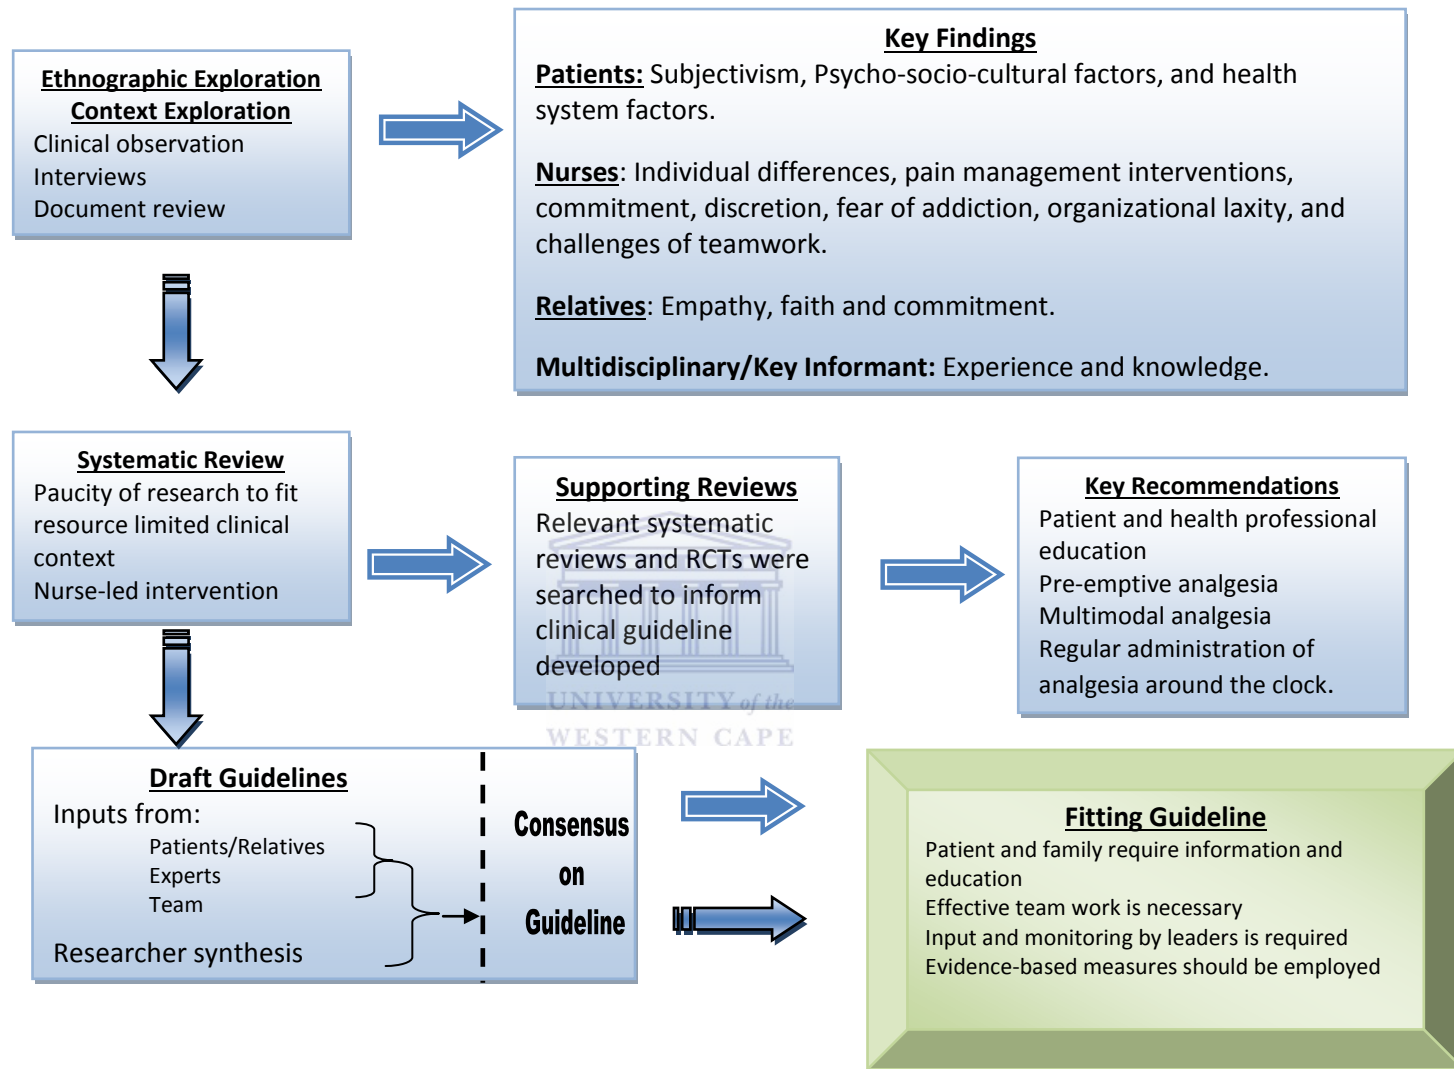 Ethnographic Exploration
Context Exploration
Clinical observation
Interviews
Document review
Key Findings
Patients: Subjectivism, Psycho-socio-cultural factors, and health
system factors.
Nurses: Individual differences, pain management interventions,
commitment, discretion, fear of addiction, organizational laxity, and
challenges of teamwork.
Relatives: Empathy, faith and commitment.
Multidisciplinary/Key Informant: Experience and knowledge.
Systematic Review
Paucity of research to fit
resource limited clinical
context
Nurse-led intervention
Supporting Reviews
Relevant systematic
reviews and RCTs were
searched to inform
clinical guideline
developed
UNIVERSITY of the
WESTERN CAPE
Key Recommendations
Patient and health professional
education
Pre-emptive analgesia
Multimodal analgesia
Regular administration of
analgesia around the clock.
Draft Guidelines
Inputs from:
Patients/Relatives
Experts
Team
Researcher synthesis
Consensus
on
Guideline
Fitting Guideline
Patient and family require information and
education
Effective team work is necessary
Input and monitoring by leaders is required
Evidence-based measures should be employed